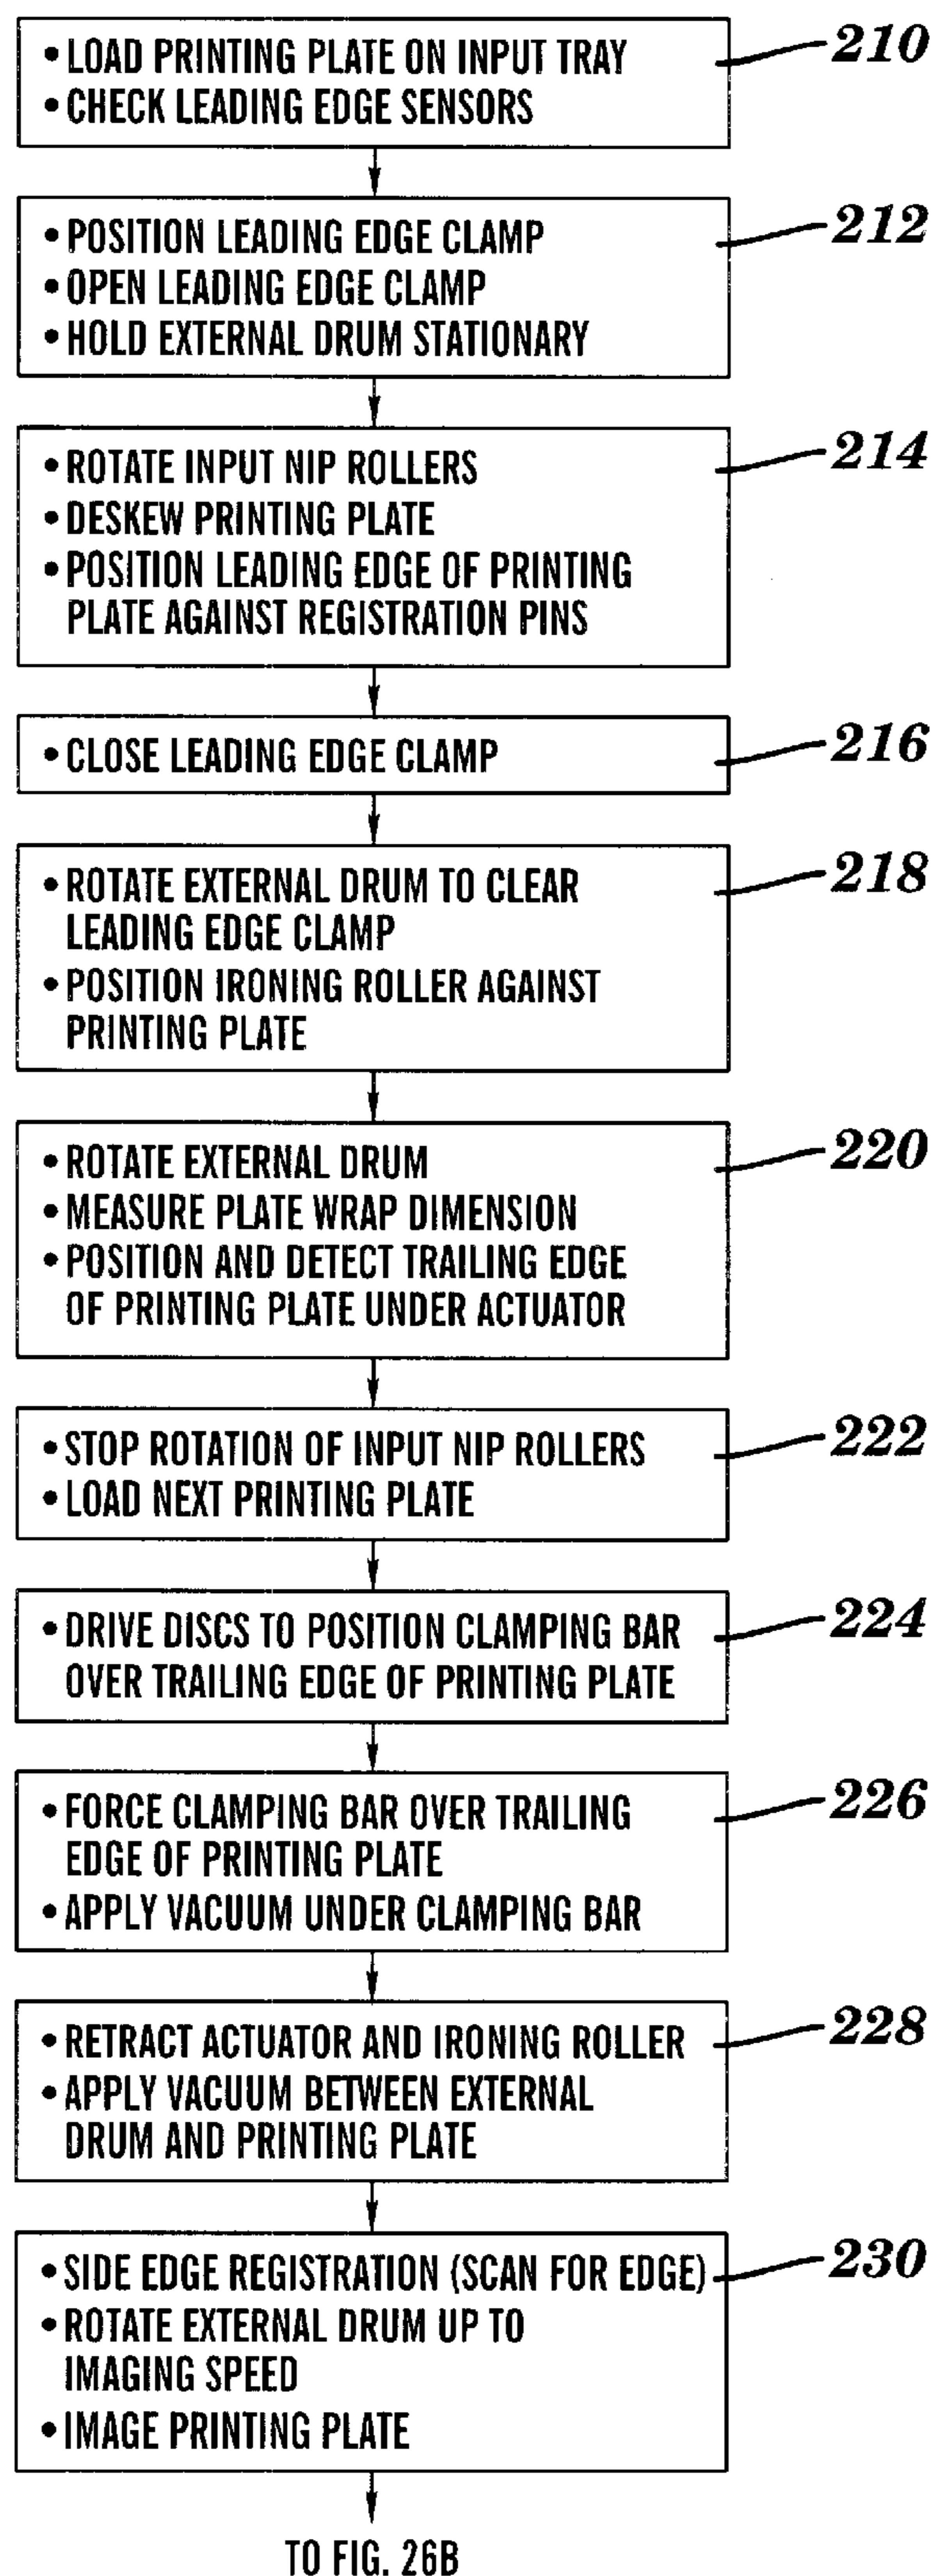 • LOAD PRINTING PLATE ON INPUT TRAY
• CHECK LEADING EDGE SENSORS
210
• POSITION LEADING EDGE CLAMP
• OPEN LEADING EDGE CLAMP
• HOLD EXTERNAL DRUM STATIONARY
212
• ROTATE INPUT NIP ROLLERS
• DESKEW PRINTING PLATE
• POSITION LEADING EDGE OF PRINTING
PLATE AGAINST REGISTRATION PINS
214
• CLOSE LEADING EDGE CLAMP
216
• ROTATE EXTERNAL DRUM TO CLEAR
LEADING EDGE CLAMP
• POSITION IRONING ROLLER AGAINST
PRINTING PLATE
218
• ROTATE EXTERNAL DRUM
• MEASURE PLATE WRAP DIMENSION
• POSITION AND DETECT TRAILING EDGE
OF PRINTING PLATE UNDER ACTUATOR
220
• STOP ROTATION OF INPUT NIP ROLLERS
• LOAD NEXT PRINTING PLATE
222
• DRIVE DISCS TO POSITION CLAMPING BAR
OVER TRAILING EDGE OF PRINTING PLATE
224
• FORCE CLAMPING BAR OVER TRAILING
EDGE OF PRINTING PLATE
• APPLY VACUUM UNDER CLAMPING BAR
226
• RETRACT ACTUATOR AND IRONING ROLLER
• APPLY VACUUM BETWEEN EXTERNAL
DRUM AND PRINTING PLATE
228
• SIDE EDGE REGISTRATION (SCAN FOR EDGE)
• ROTATE EXTERNAL DRUM UP TO
IMAGING SPEED
• IMAGE PRINTING PLATE
230
TO FIG. 26B